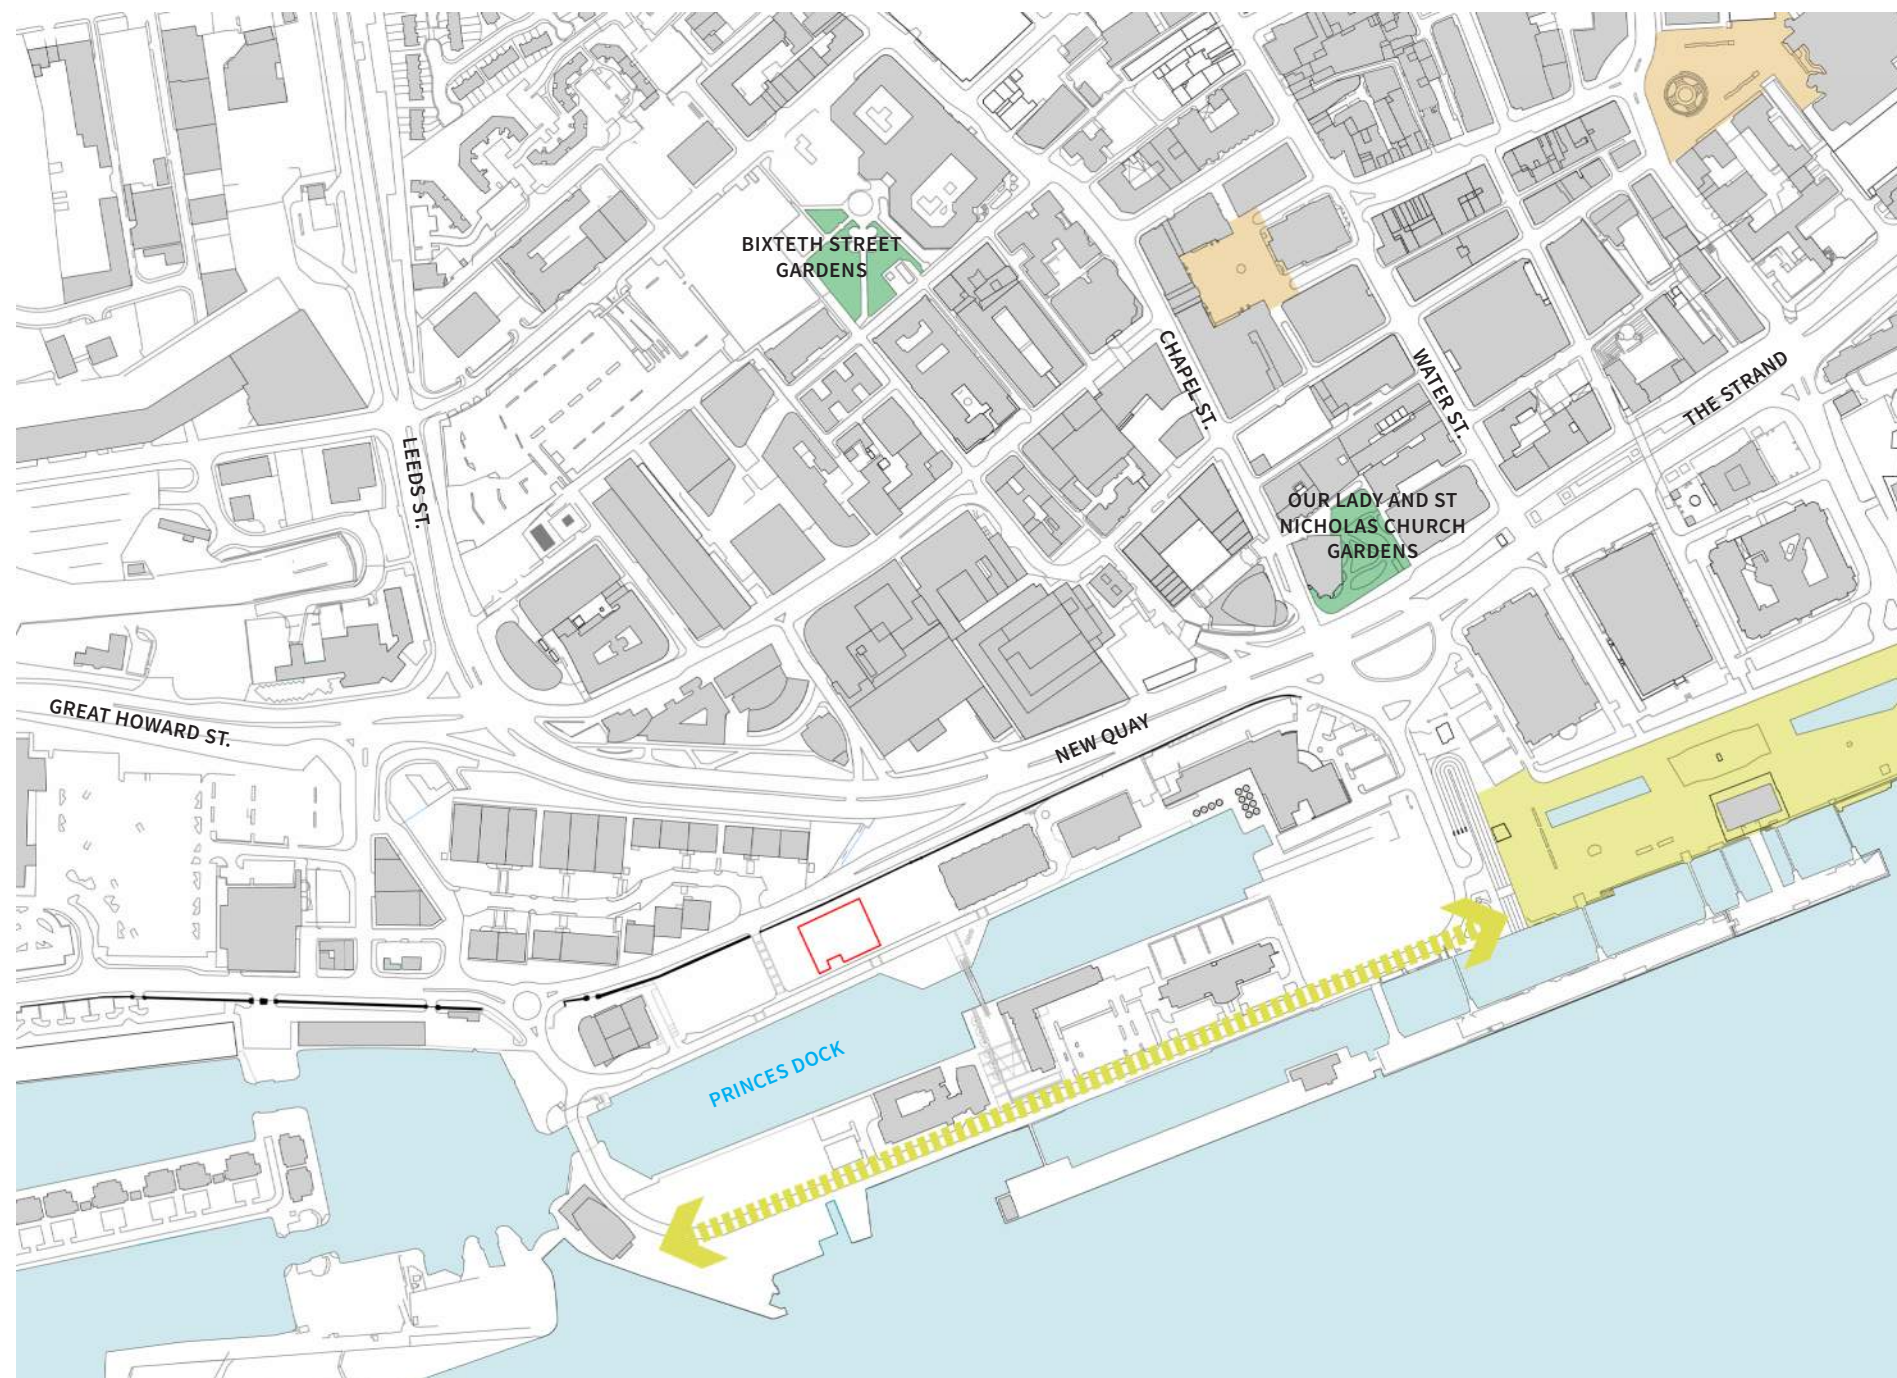 BIXTETH STREET
GARDENS
CHAPEL ST.
WATER ST.
THE STRAND
LEEDS ST.
OUR LADY AND ST
NICHOLAS CHURCH
GARDENS
GREAT HOWARD ST.
NEW QUAY
PRINCES DOCK